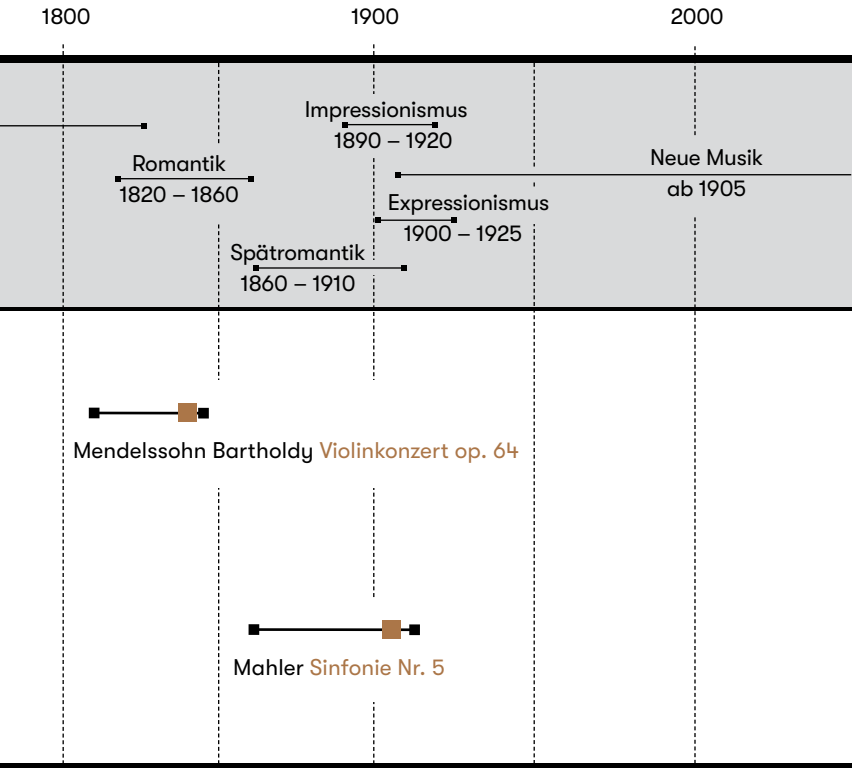 1800 1900 2000
Impressionismus
1890 – 1920
Romantik
1820 – 1860
Neue Musik
ab 1905
Expressionismus
1900 – 1925
Spätromantik
1860 – 1910
Mendelssohn Bartholdy Violinkonzert op. 64
Mahler Sinfonie Nr. 5